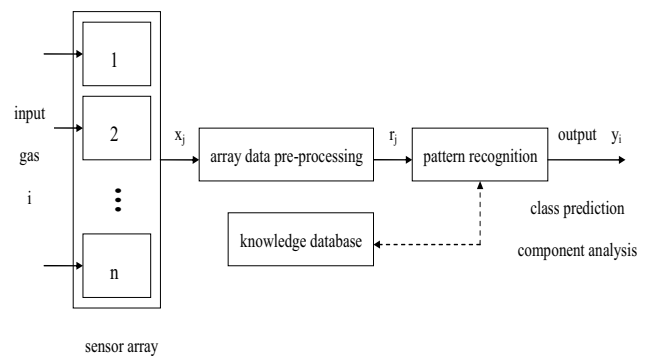 1
input
2
gas
i
n
sensor array
x_j
array data pre-processing
r_j
pattern recognition
output y_i
knowledge database
class prediction
component analysis